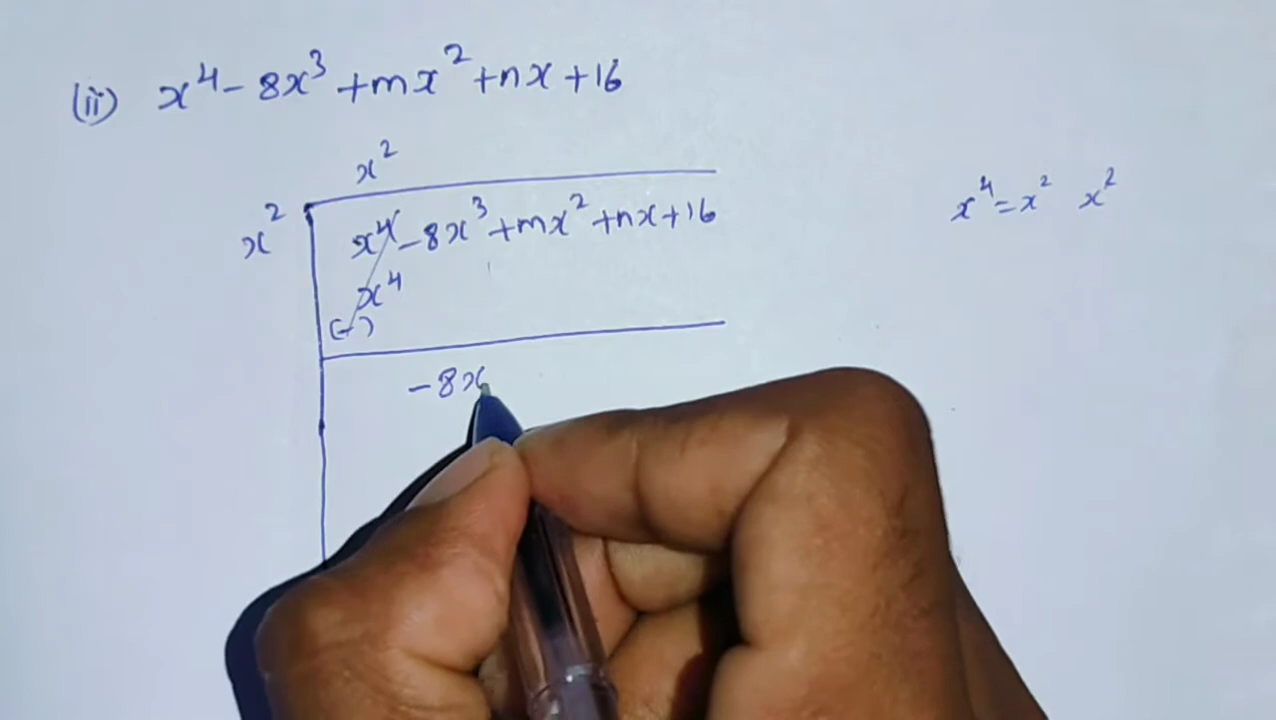 (ii) x⁴ - 8x³ + mx² + nx + 16
x²
x⁴ = x² x²
x² x⁴ - 8x³ + mx² + nx + 16
x⁴
(-)
- 8x